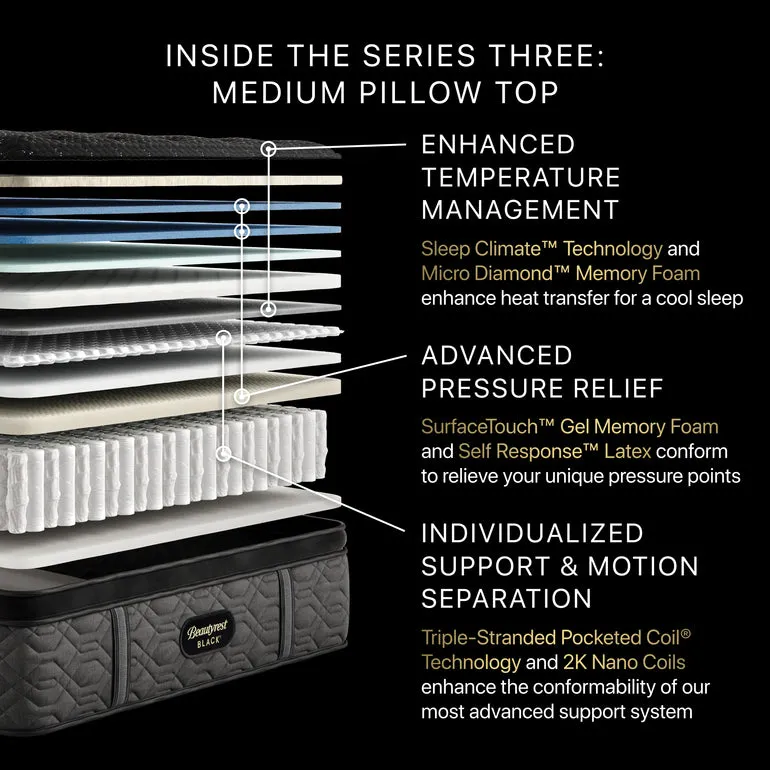 INSIDE THE SERIES THREE:
MEDIUM PILLOW TOP
ENHANCED
TEMPERATURE
MANAGEMENT
Sleep Climate™ Technology and
Micro Diamond™ Memory Foam
enhance heat transfer for a cool sleep
ADVANCED
PRESSURE RELIEF
SurfaceTouch™ Gel Memory Foam
and Self Response™ Latex conform
to relieve your unique pressure points
INDIVIDUALIZED
SUPPORT & MOTION
SEPARATION
Triple-Stranded Pocketed Coil®
Technology and 2K Nano Coils
enhance the conformability of our
most advanced support system
Beautyrest
BLACK®